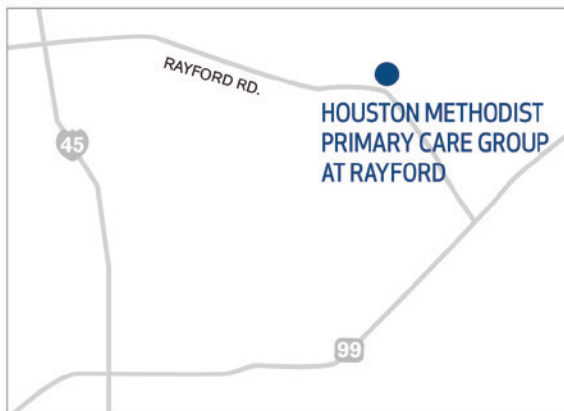 RAYFORD RD.
HOUSTON METHODIST
PRIMARY CARE GROUP
AT RAYFORD
45
99